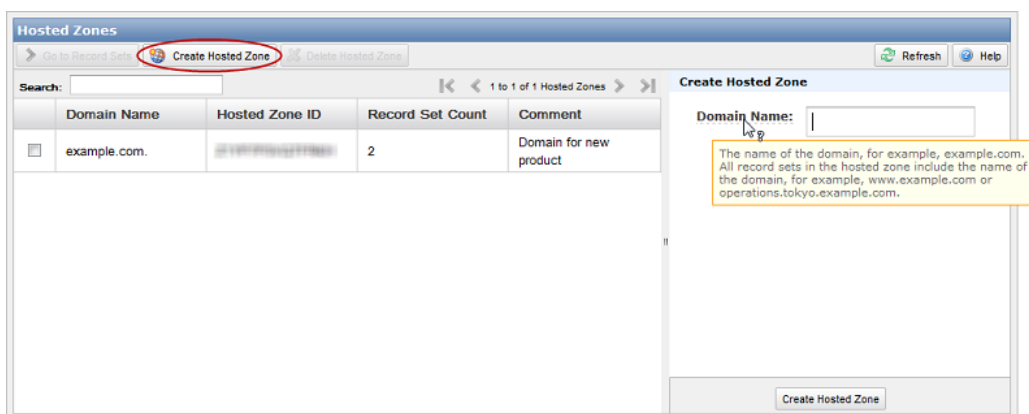 Hosted Zones
Go to Record Sets Create Hosted Zone Delete Hosted Zone Refresh Help
Search: 1 to 1 of 1 Hosted Zones
Domain Name Hosted Zone ID Record Set Count Comment
example.com. 2 Domain for new
product
Create Hosted Zone
Domain Name:
The name of the domain, for example, example.com.
All record sets in the hosted zone include the name of
the domain, for example, www.example.com or
operations.tokyo.example.com.
Create Hosted Zone